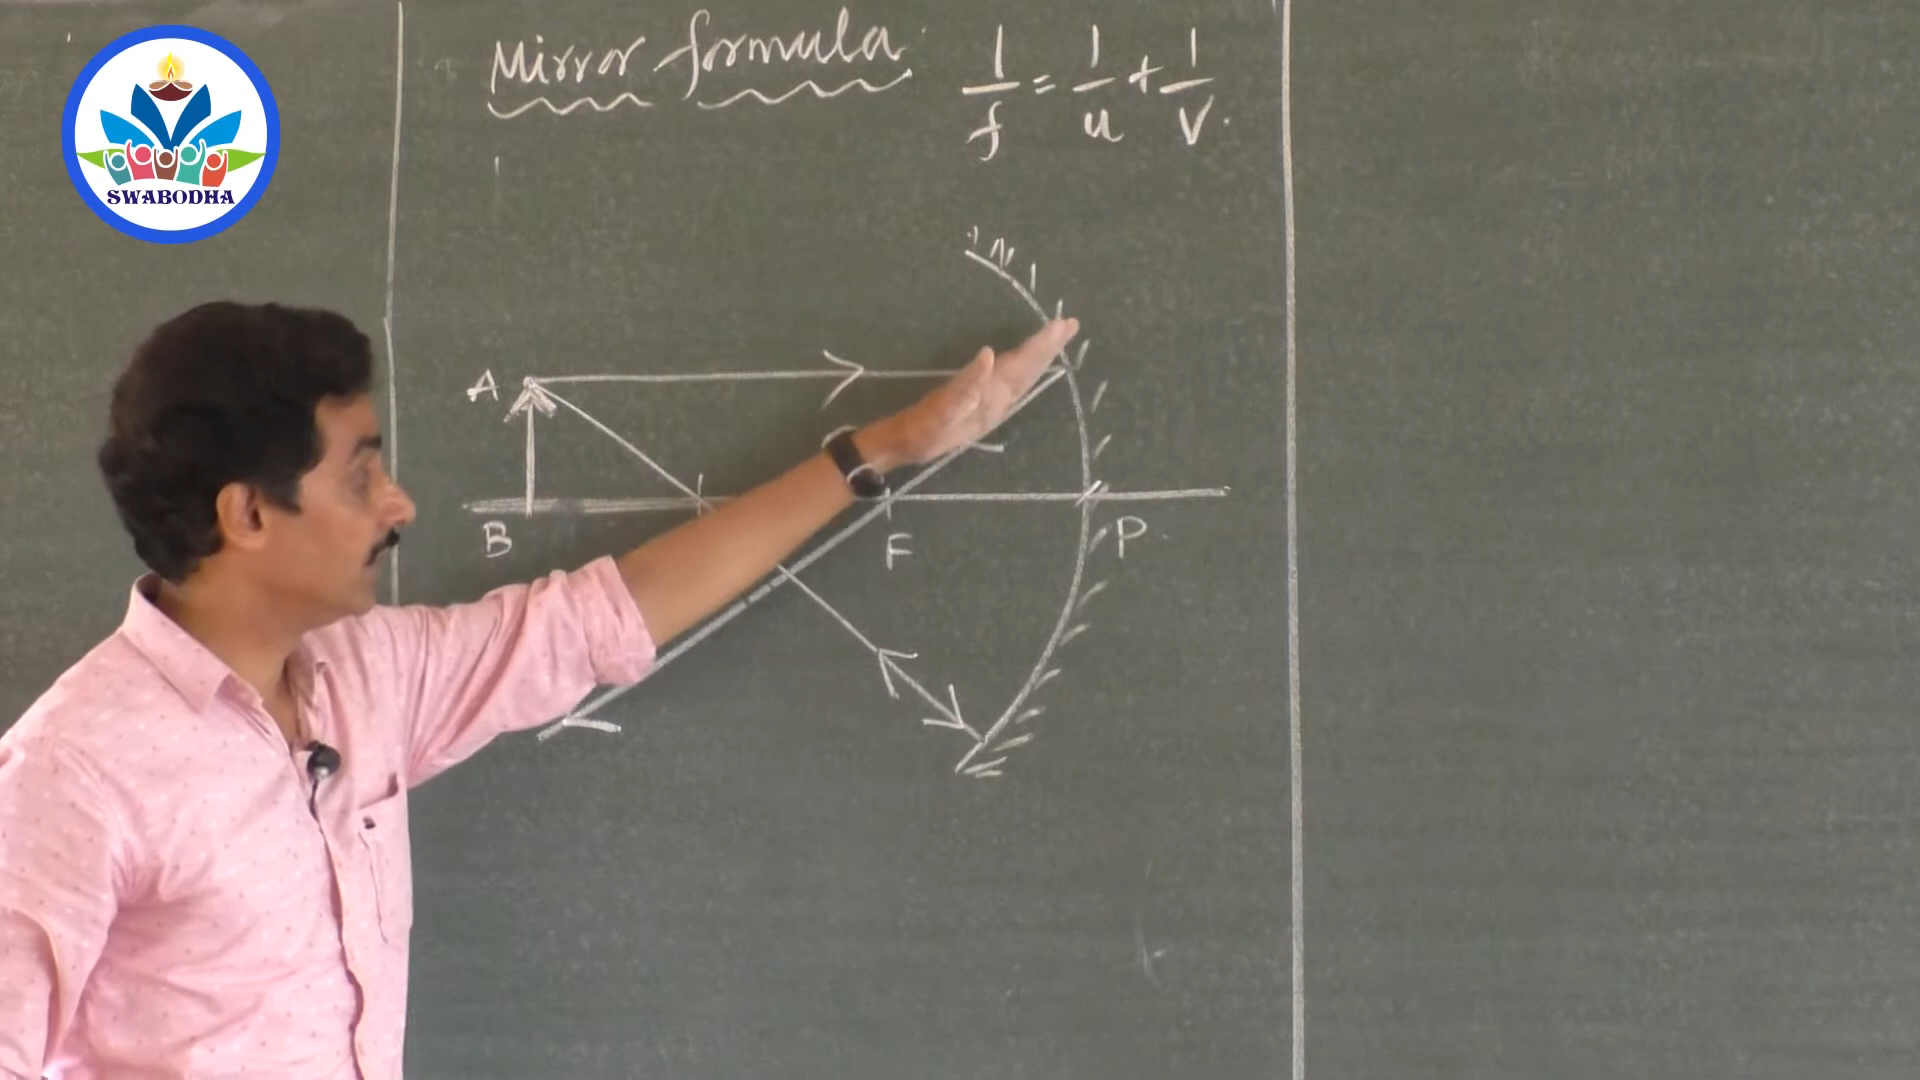 SWABODHA
Mirror formula 1/f = 1/u + 1/v.
A
B
F
P